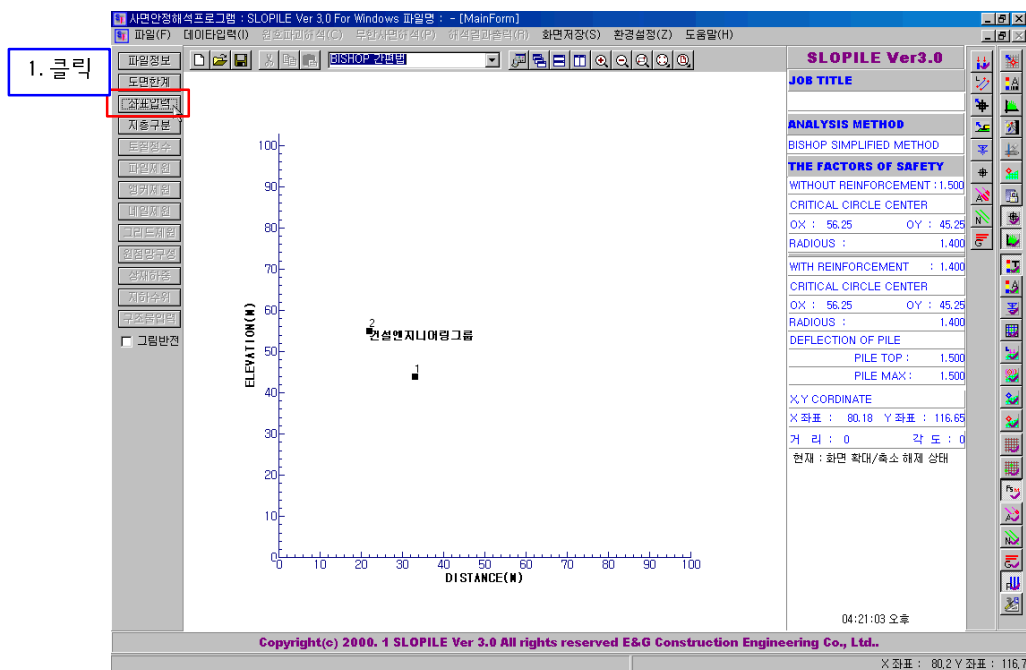 사면안정해석프로그램 : SLOPILE Ver 3,0 For Windows 파일명 : - [MainForm]
파일(F) 데이타입력(I) 원호파괴해석(C) 무한사면해석(P) 해석결과출력(R) 화면저장(S) 환경설정(Z) 도움말(H)
1. 클릭
파일정보
도면한계
좌표입력
지층구분
토질정수
파일제원
앵커제원
네일제원
그리드제원
원점망구성
상재하중
지하수위
구조물입력
그림반전
BISHOP 간편법
ELEVATION(M)
100
90
80
70
60
50
40
30
20
10
0
2
건설엔지니어링그룹
1
0 10 20 30 40 50 60 70 80 90 100
DISTANCE(M)
SLOPILE Ver3.0
JOB TITLE
ANALYSIS METHOD
BISHOP SIMPLIFIED METHOD
THE FACTORS OF SAFETY
WITHOUT REINFORCEMENT : 1.500
CRITICAL CIRCLE CENTER
OX : 56.25 OY : 45.25
RADIOUS : 1.400
WITH REINFORCEMENT : 1.400
CRITICAL CIRCLE CENTER
OX : 56.25 OY : 45.25
RADIOUS : 1.400
DEFLECTION OF PILE
PILE TOP : 1.500
PILE MAX : 1.500
X,Y CORDINATE
X 좌표 : 80.18 Y 좌표 : 116.65
거 리 : 0 각 도 : 0
현재 : 화면 확대/축소 해제 상태
04:21:03 오후
Copyright(c) 2000. 1 SLOPILE Ver 3.0 All rights reserved E&G Construction Engineering Co., Ltd..
X 좌표 : 80,2 Y 좌표 : 116,7